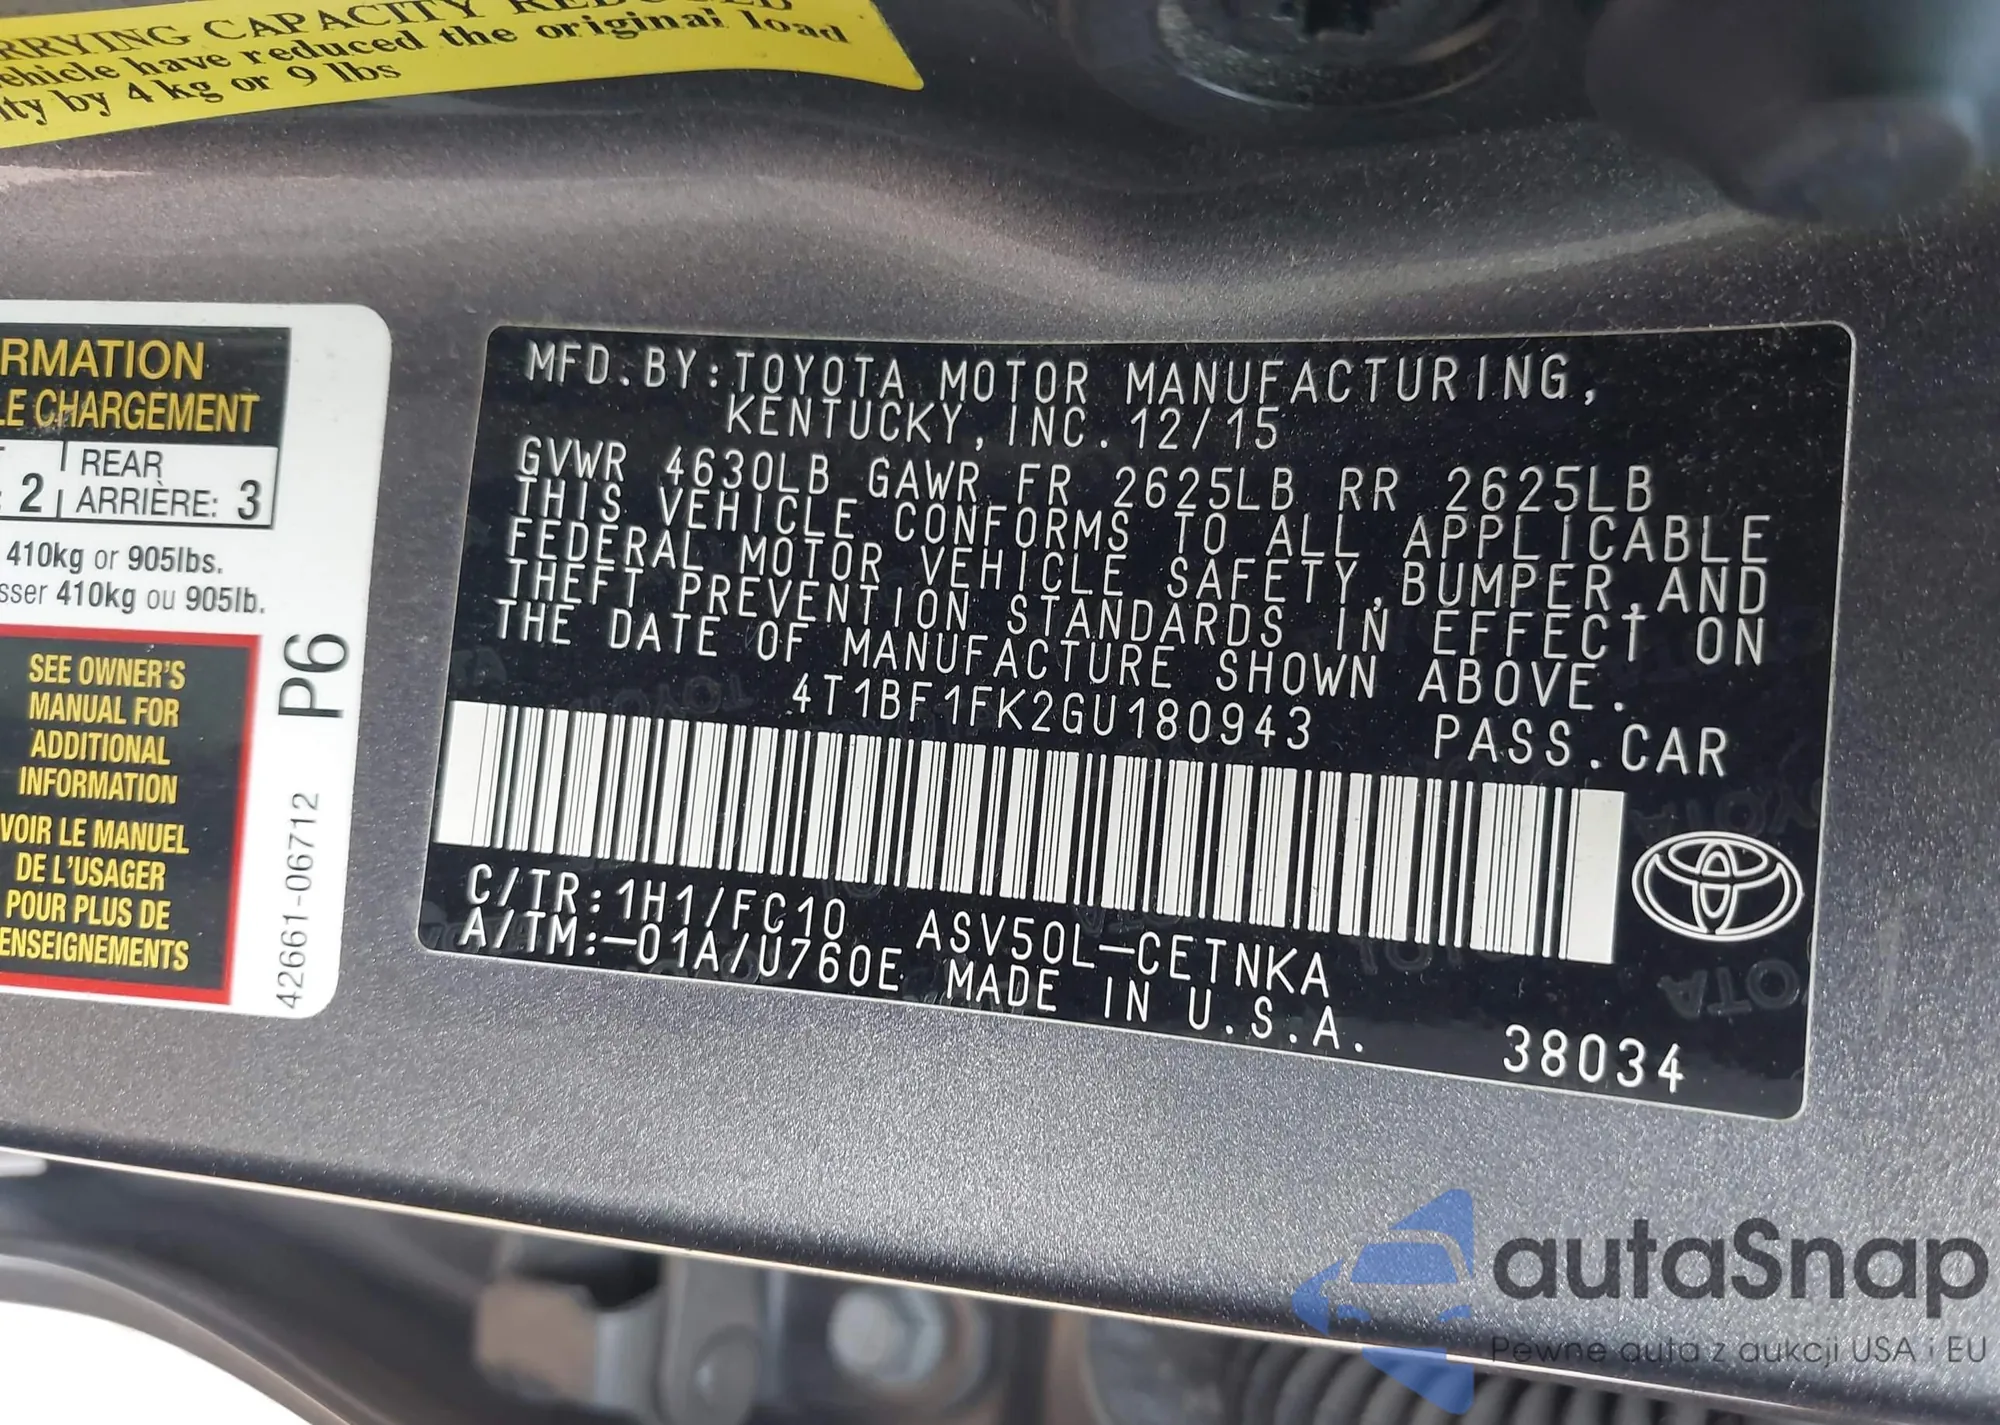 RRYING CAPACITY REDUCED
vehicle have reduced the original load
ity by 4 kg or 9 lbs
RMATION
LE CHARGEMENT
REAR
2 ARRIÈRE: 3
410kg or 905lbs.
sser 410kg ou 905lb.
SEE OWNER'S
MANUAL FOR
ADDITIONAL
INFORMATION
VOIR LE MANUEL
DE L'USAGER
POUR PLUS DE
ENSEIGNEMENTS
P6
42661-06712
MFD.BY:TOYOTA MOTOR MANUFACTURING,
KENTUCKY,INC.12/15
GVWR 4630LB GAWR FR 2625LB RR 2625LB
THIS VEHICLE CONFORMS TO ALL APPLICABLE
FEDERAL MOTOR VEHICLE SAFETY,BUMPER,AND
THEFT PREVENTION STANDARDS IN EFFECT ON
THE DATE OF MANUFACTURE SHOWN ABOVE.
4T1BF1FK2GU180943 PASS.CAR
C/TR:1H1/FC10 ASV50L-CETNKA
A/TM:-01A/U760E MADE IN U.S.A.
38034
autaSnap
Pewne auta z aukcji USA i EU